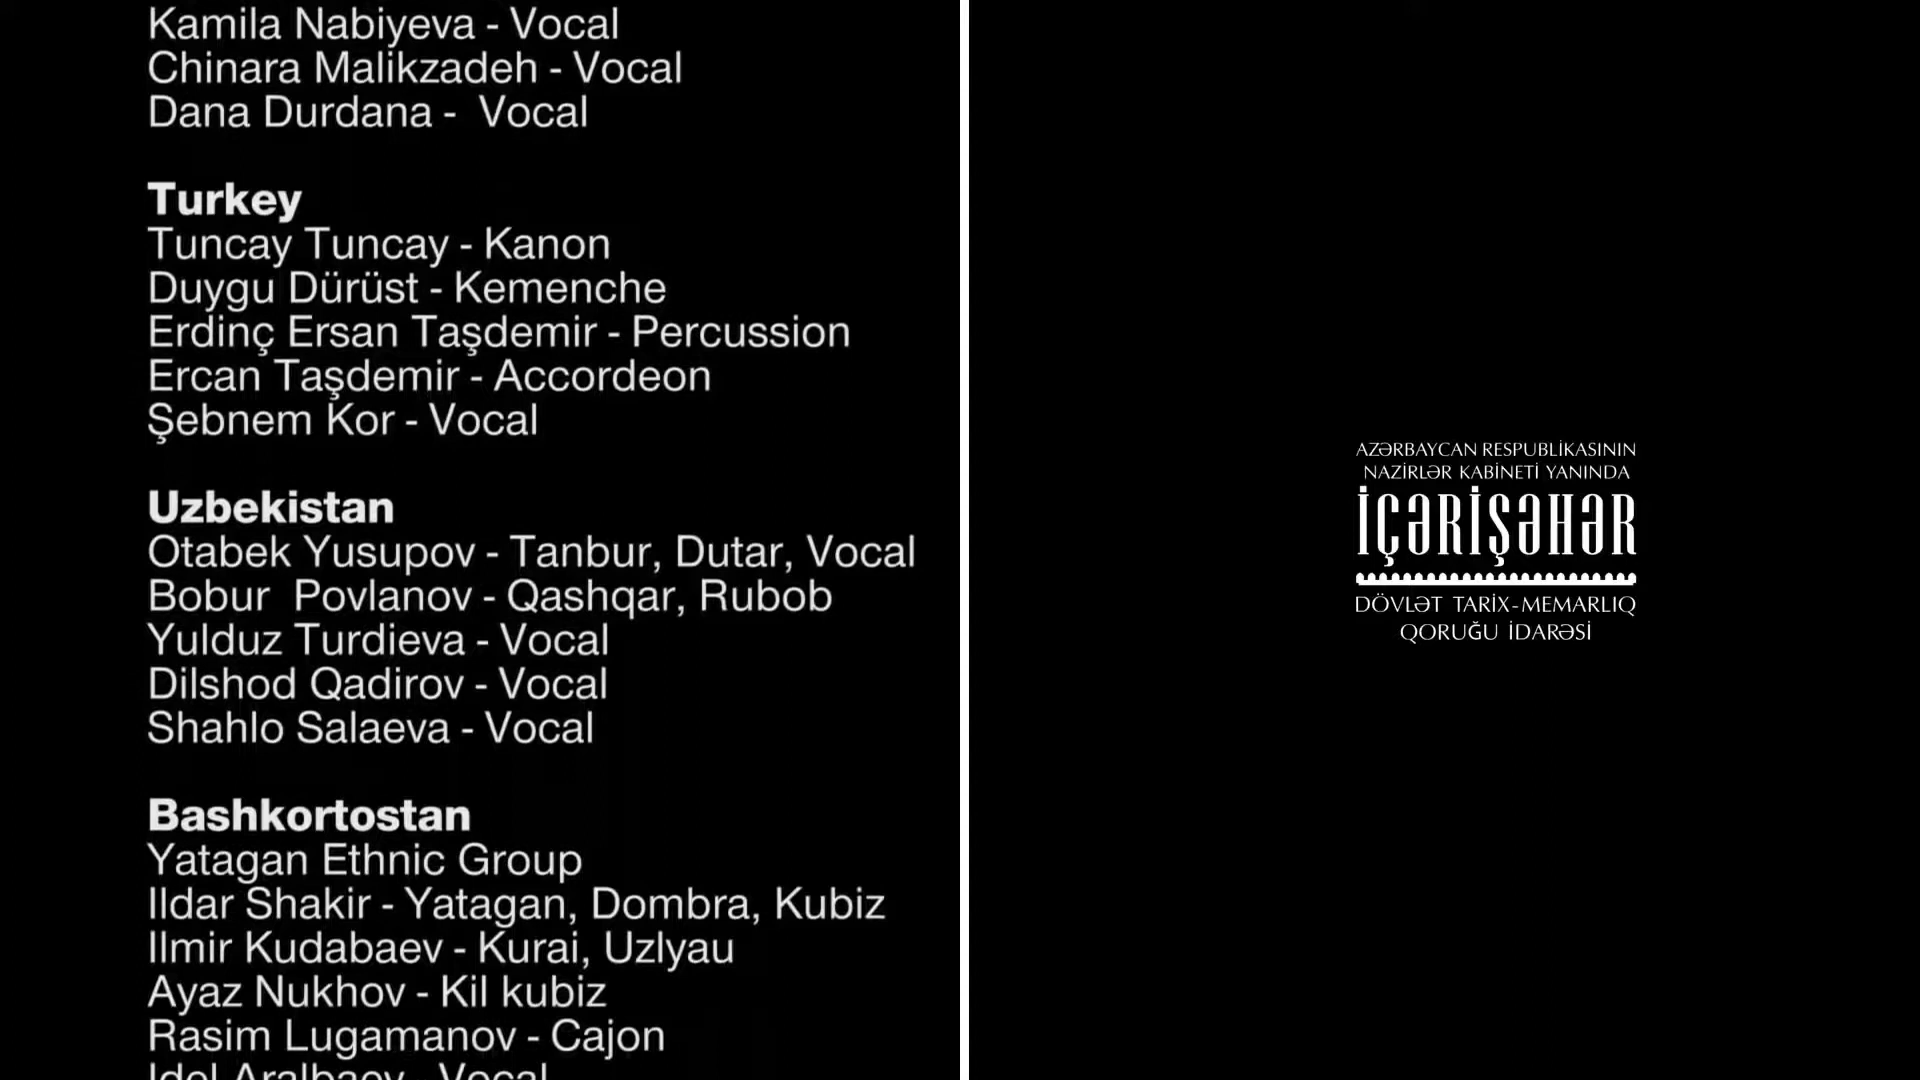 Kamila Nabiyeva - Vocal
Chinara Malikzadeh - Vocal
Dana Durdana -  Vocal
Turkey
Tuncay Tuncay - Kanon
Duygu Dürüst - Kemenche
Erdinç Ersan Taşdemir - Percussion
Ercan Taşdemir - Accordeon
Şebnem Kor - Vocal
Uzbekistan
Otabek Yusupov - Tanbur, Dutar, Vocal
Bobur  Povlanov - Qashqar, Rubob
Yulduz Turdieva - Vocal
Dilshod Qadirov - Vocal
Shahlo Salaeva - Vocal
Bashkortostan
Yatagan Ethnic Group
Ildar Shakir - Yatagan, Dombra, Kubiz
Ilmir Kudabaev - Kurai, Uzlyau
Ayaz Nukhov - Kil kubiz
Rasim Lugamanov - Cajon
Idel Aralbaev - Vocal
AZƏRBAYCAN RESPUBLİKASININ
NAZİRLƏR KABİNETİ YANINDA
İÇƏRİŞƏHƏR
DÖVLƏT TARİX-MEMARLIQ
QORUĞU İDARƏSİ